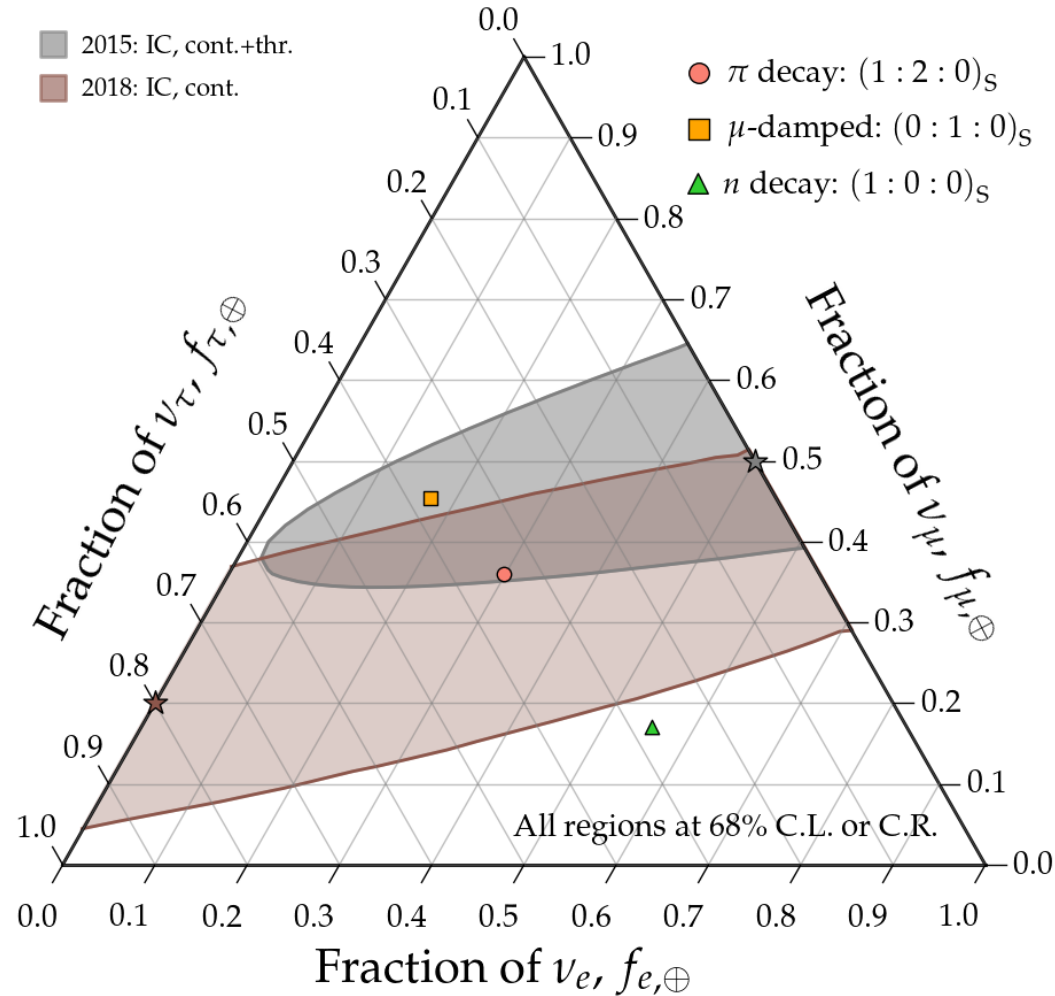 2015: IC, cont.+thr.
2018: IC, cont.
π decay: (1 : 2 : 0)S
μ-damped: (0 : 1 : 0)S
n decay: (1 : 0 : 0)S
Fraction of ντ, fτ,⊕
0.0
0.1
0.2
0.3
0.4
0.5
0.6
0.7
0.8
0.9
1.0
Fraction of νμ, fμ,⊕
1.0
0.9
0.8
0.7
0.6
0.5
0.4
0.3
0.2
0.1
0.0
All regions at 68% C.L. or C.R.
0.0 0.1 0.2 0.3 0.4 0.5 0.6 0.7 0.8 0.9 1.0
Fraction of νe, fe,⊕